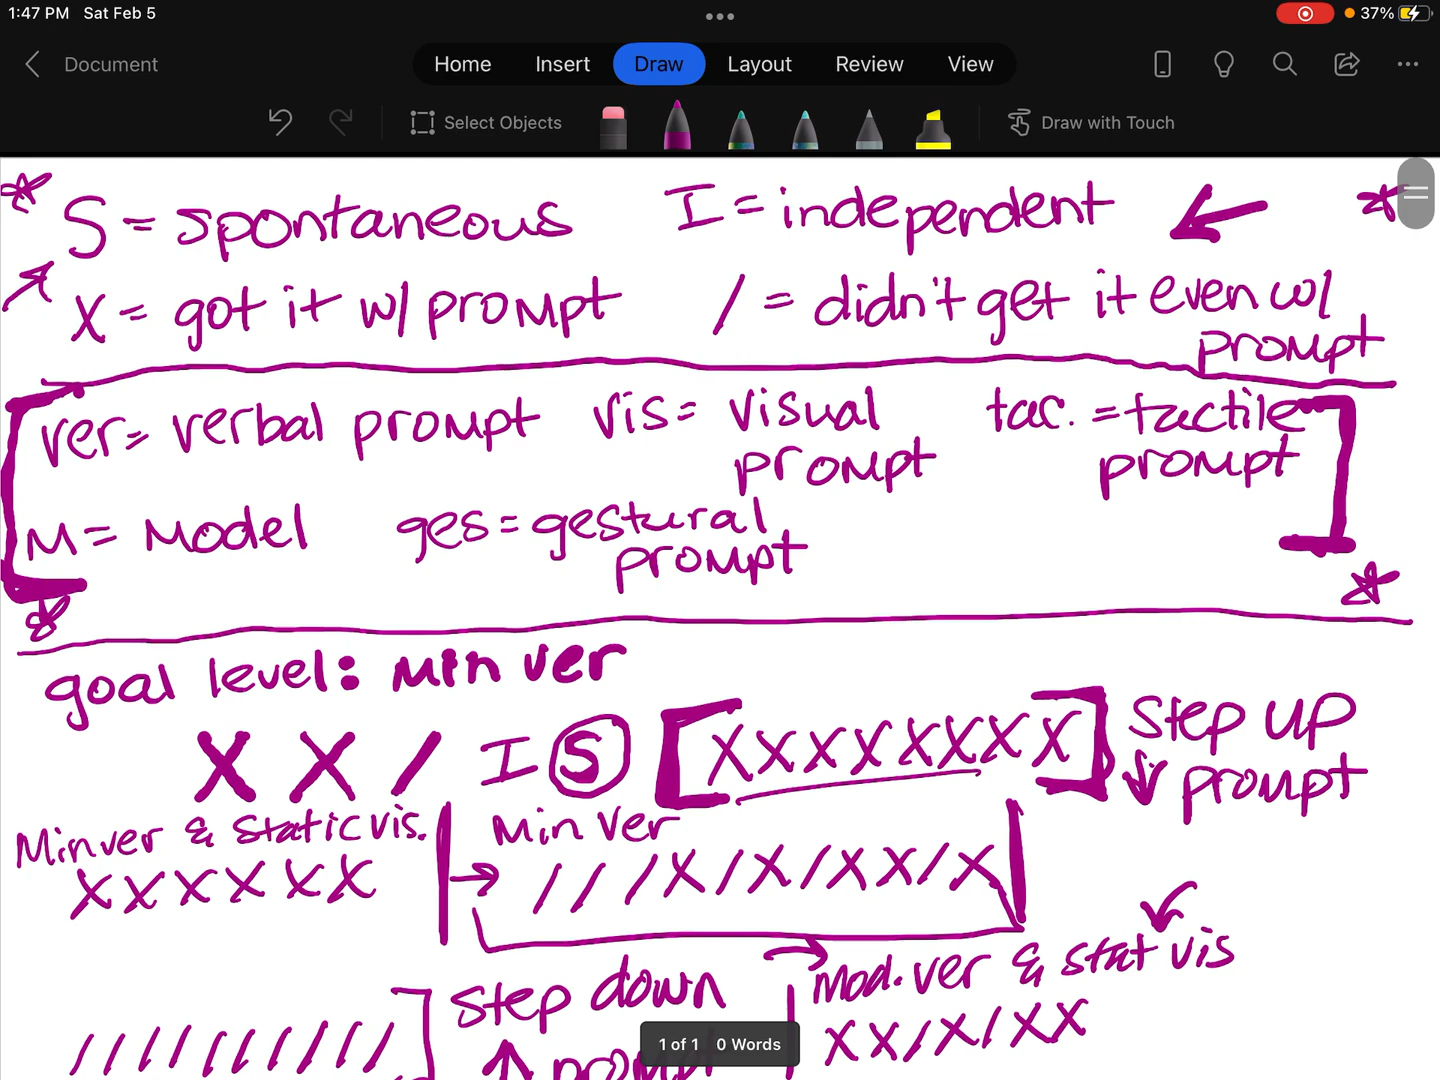 1:47 PM Sat Feb 5
37%
Document
Home Insert Draw Layout Review View
Select Objects
Draw with Touch
S = spontaneous I = independent
X = got it w/ prompt / = didn't get it even w/
prompt
ver = verbal prompt vis = visual tac. = tactile
prompt prompt
M = Model ges = gestural
prompt
goal level: Min ver
X X / I S [XXXXXXXX] Step up
↓ prompt
Min ver & static vis. Min ver
XXXXXX → / / / X / X / X X / X
Step down Mod. ver & stat vis
/ / / / / / / / / / XX/X/XX
↑ prompt
1 of 1 0 Words